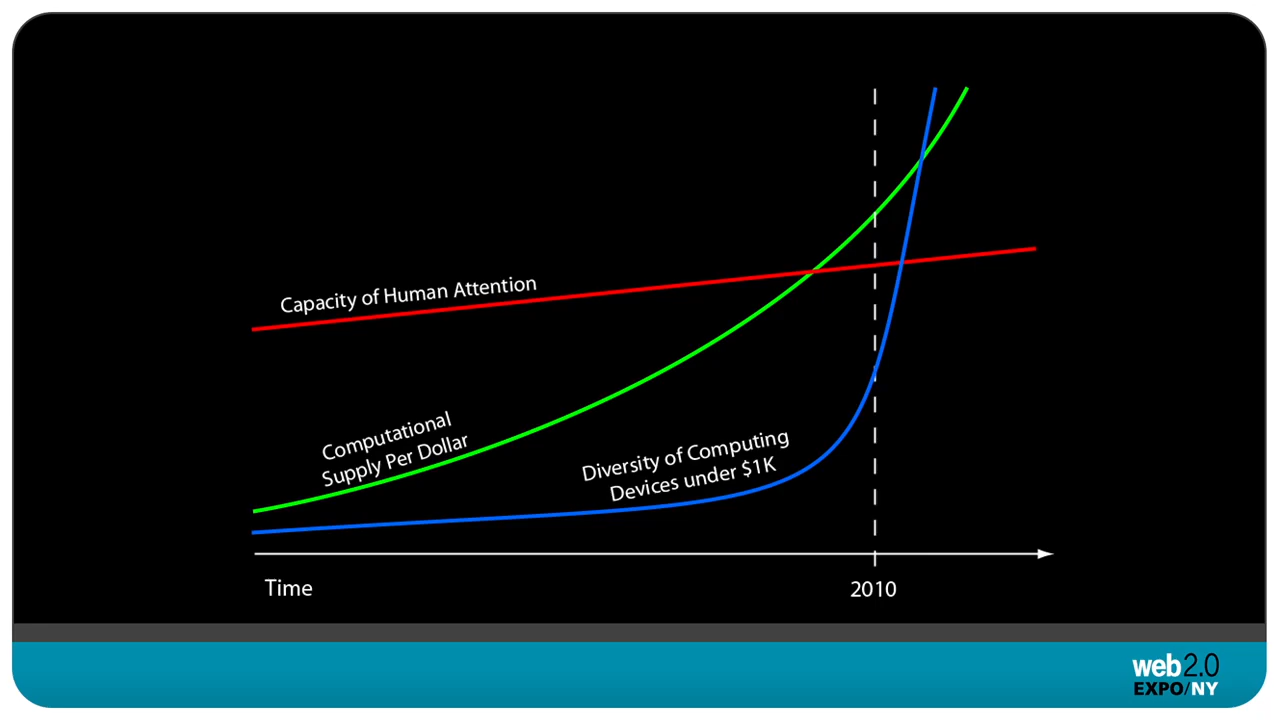 Capacity of Human Attention
Computational
Supply Per Dollar
Diversity of Computing
Devices under $1K
Time
2010
web2.0
EXPO/NY